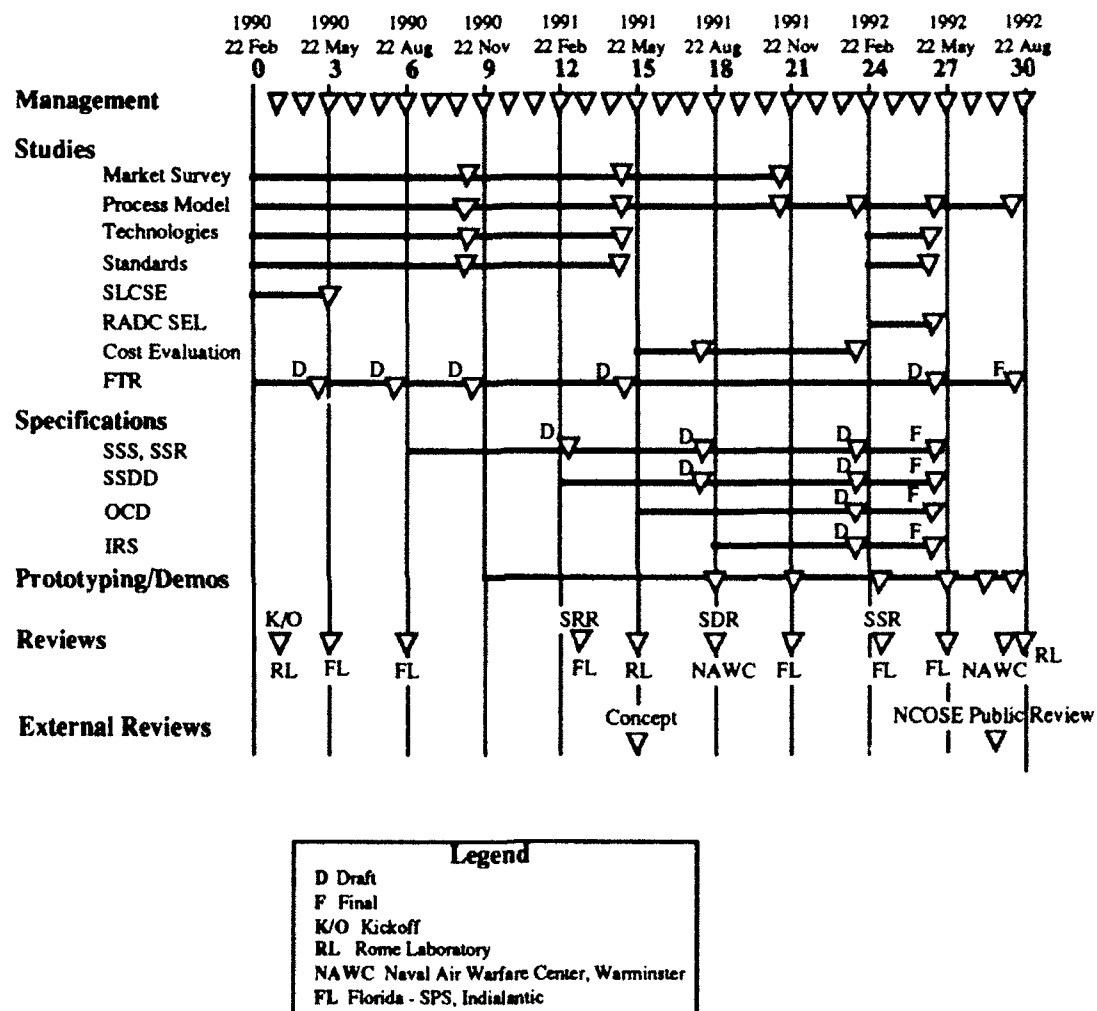 1990 1990 1990 1990 1991 1991 1991 1991 1992 1992 1992
22 Feb 22 May 22 Aug 22 Nov 22 Feb 22 May 22 Aug 22 Nov 22 Feb 22 May 22 Aug
0 3 6 9 12 15 18 21 24 27 30
Management
Studies
Market Survey
Process Model
Technologies
Standards
SLCSE
RADC SEL
Cost Evaluation
FTR D D D D D F
Specifications
SSS, SSR D D D F
SSDD D D F
OCD D F
IRS D F
Prototyping/Demos
K/O SRR SDR SSR
Reviews
RL FL FL FL RL NAWC FL FL FL NAWC RL
Concept NCOSE Public Review
External Reviews
Legend
D Draft
F Final
K/O Kickoff
RL Rome Laboratory
NAWC Naval Air Warfare Center, Warminster
FL Florida - SPS, Indialantic